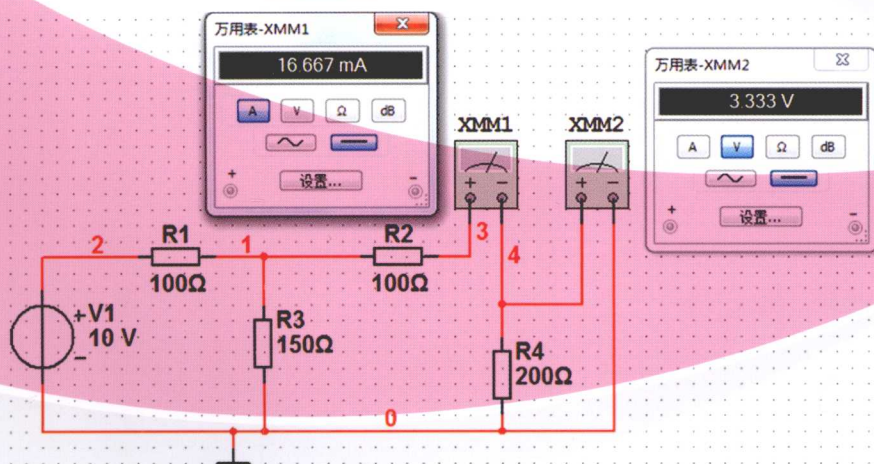 万用表-XMM1
16.667 mA
A V Ω dB
+ 设置... −
万用表-XMM2
3.333 V
A V Ω dB
+ 设置... −
XMM1 XMM2
+ − + −
2 R1 1 R2 3
100Ω 100Ω 4
+V1
10 V
−
R3
150Ω
R4
200Ω
0